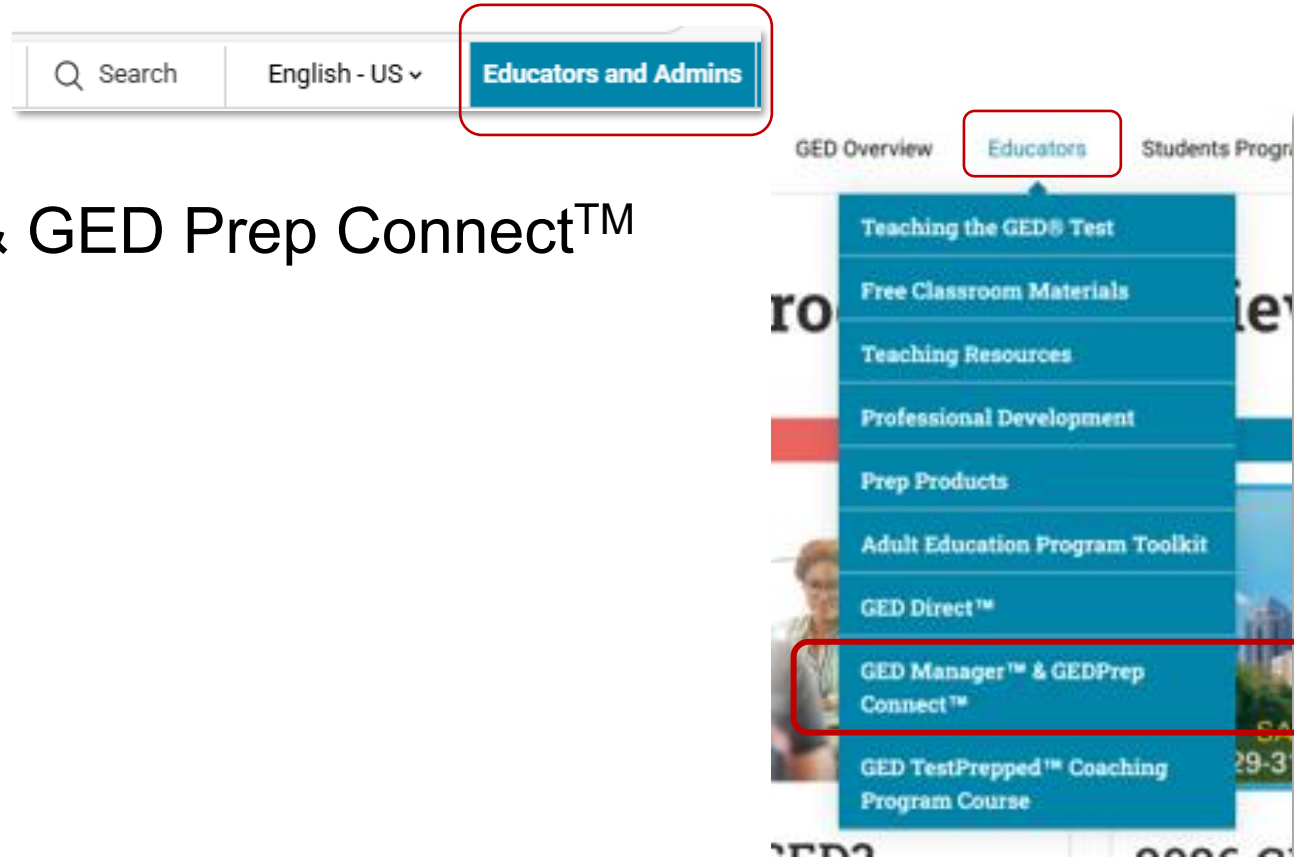 Search English - US Educators and Admins
GED Overview Educators Students
& GED Prep Connect™
Teaching the GED® Test
Free Classroom Materials
Teaching Resources
Professional Development
Prep Products
Adult Education Program Toolkit
GED Direct™
GED Manager™ & GEDPrep
Connect™
GED TestPrepped™ Coaching
Program Course